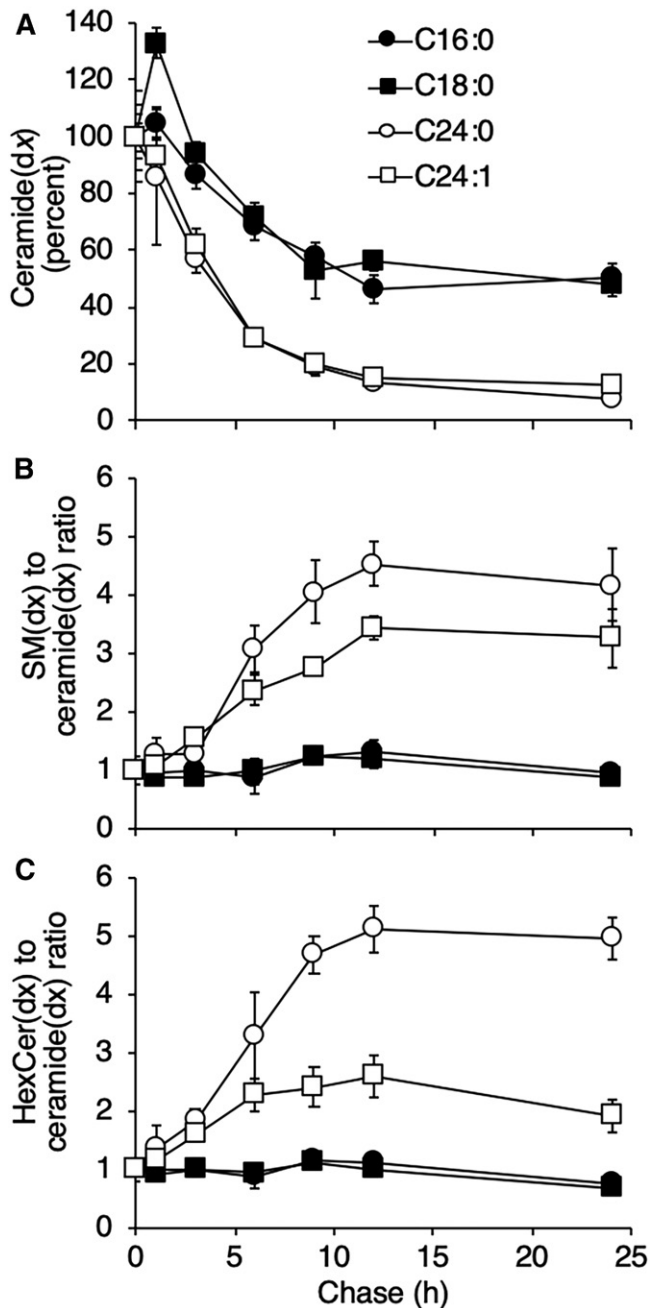 A
Ceramide(dx)
(percent)
140
120
100
80
60
40
20
0
C16:0
C18:0
C24:0
C24:1
B
SM(dx) to
ceramide(dx) ratio
6
5
4
3
2
1
0
C
HexCer(dx) to
ceramide(dx) ratio
6
5
4
3
2
1
0
0 5 10 15 20 25
Chase (h)